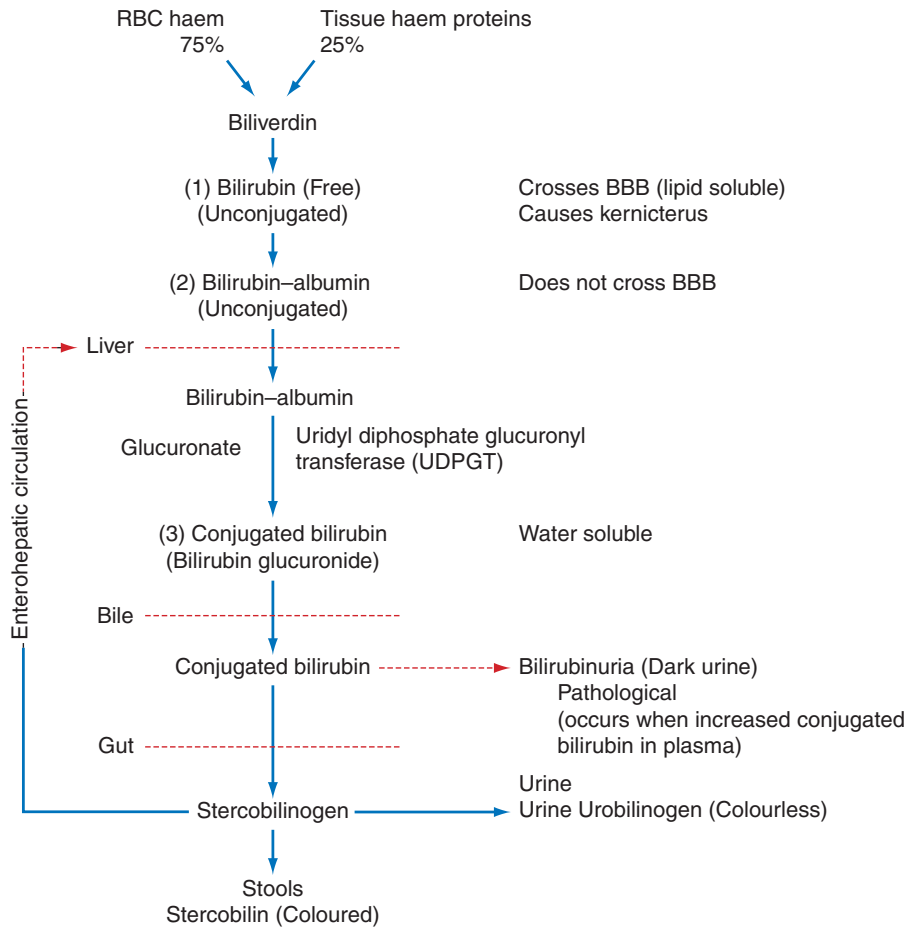 RBC haem
75%
Tissue haem proteins
25%
Biliverdin
(1) Bilirubin (Free)
(Unconjugated)
Crosses BBB (lipid soluble)
Causes kernicterus
(2) Bilirubin–albumin
(Unconjugated)
Does not cross BBB
Liver
Bilirubin–albumin
Glucuronate
Uridyl diphosphate glucuronyl
transferase (UDPGT)
(3) Conjugated bilirubin
(Bilirubin glucuronide)
Water soluble
Enterohepatic circulation
Bile
Conjugated bilirubin
Bilirubinuria (Dark urine)
Pathological
(occurs when increased conjugated
bilirubin in plasma)
Gut
Stercobilinogen
Urine
Urine Urobilinogen (Colourless)
Stools
Stercobilin (Coloured)